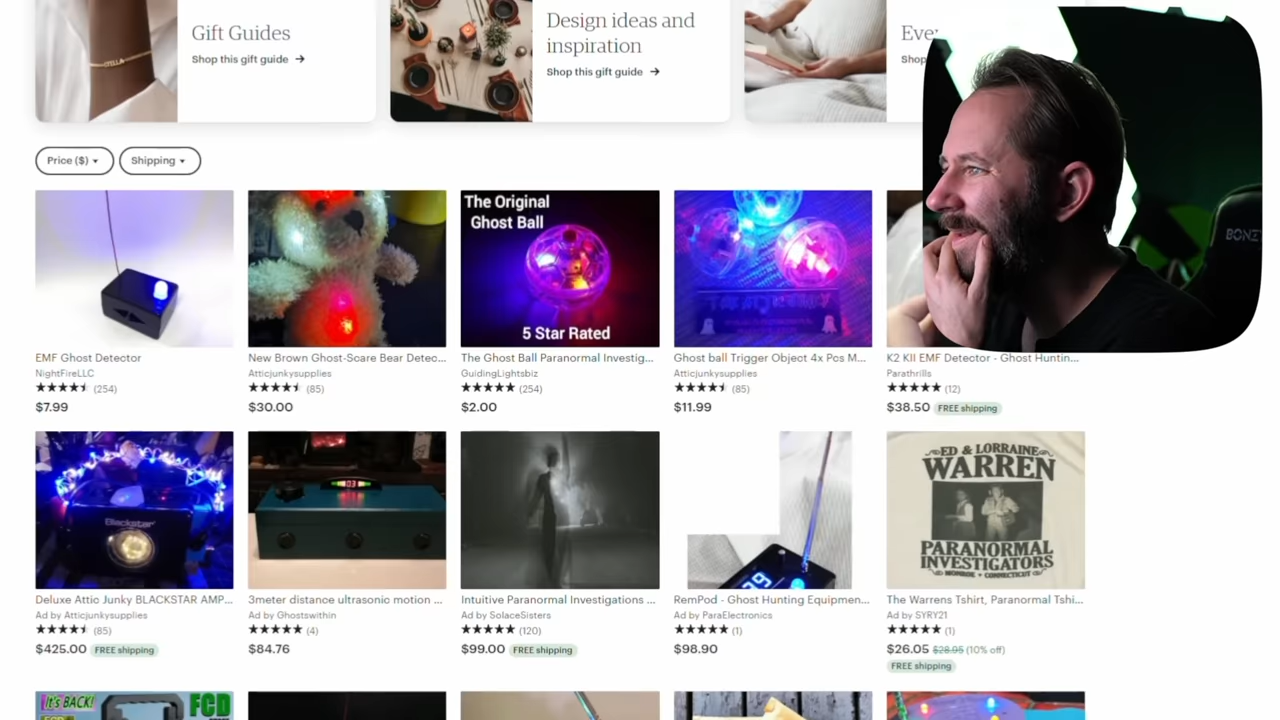 Gift Guides
Shop this gift guide →
Design ideas and
inspiration
Shop this gift guide →
Price ($) ▾
Shipping ▾
The Original
Ghost Ball
5 Star Rated
EMF Ghost Detector
NightFireLLC
(254)
$7.99
New Brown Ghost-Scare Bear Detec...
Atticjunkysupplies
(85)
$30.00
The Ghost Ball Paranormal Investig...
GuidingLightsbiz
(254)
$2.00
Ghost ball Trigger Object 4x Pcs M...
Atticjunkysupplies
(85)
$11.99
K2 KII EMF Detector - Ghost Huntin...
Parathrills
(12)
$38.50 FREE shipping
BONE
Blackstar
Deluxe Attic Junky BLACKSTAR AMP...
Ad by Atticjunkysupplies
(85)
$425.00 FREE shipping
3meter distance ultrasonic motion ...
Ad by Ghostswithin
(4)
$84.76
Intuitive Paranormal Investigations ...
Ad by SolaceSisters
(120)
$99.00 FREE shipping
RemPod - Ghost Hunting Equipmen...
Ad by ParaElectronics
(1)
$98.90
ED & LORRAINE
WARREN
PARANORMAL
INVESTIGATORS
MONROE • CONNECTICUT
The Warrens Tshirt, Paranormal Tshi...
Ad by SYRY21
(1)
$26.05 $28.95 (10% off)
FREE shipping
It's BACK!
FCD